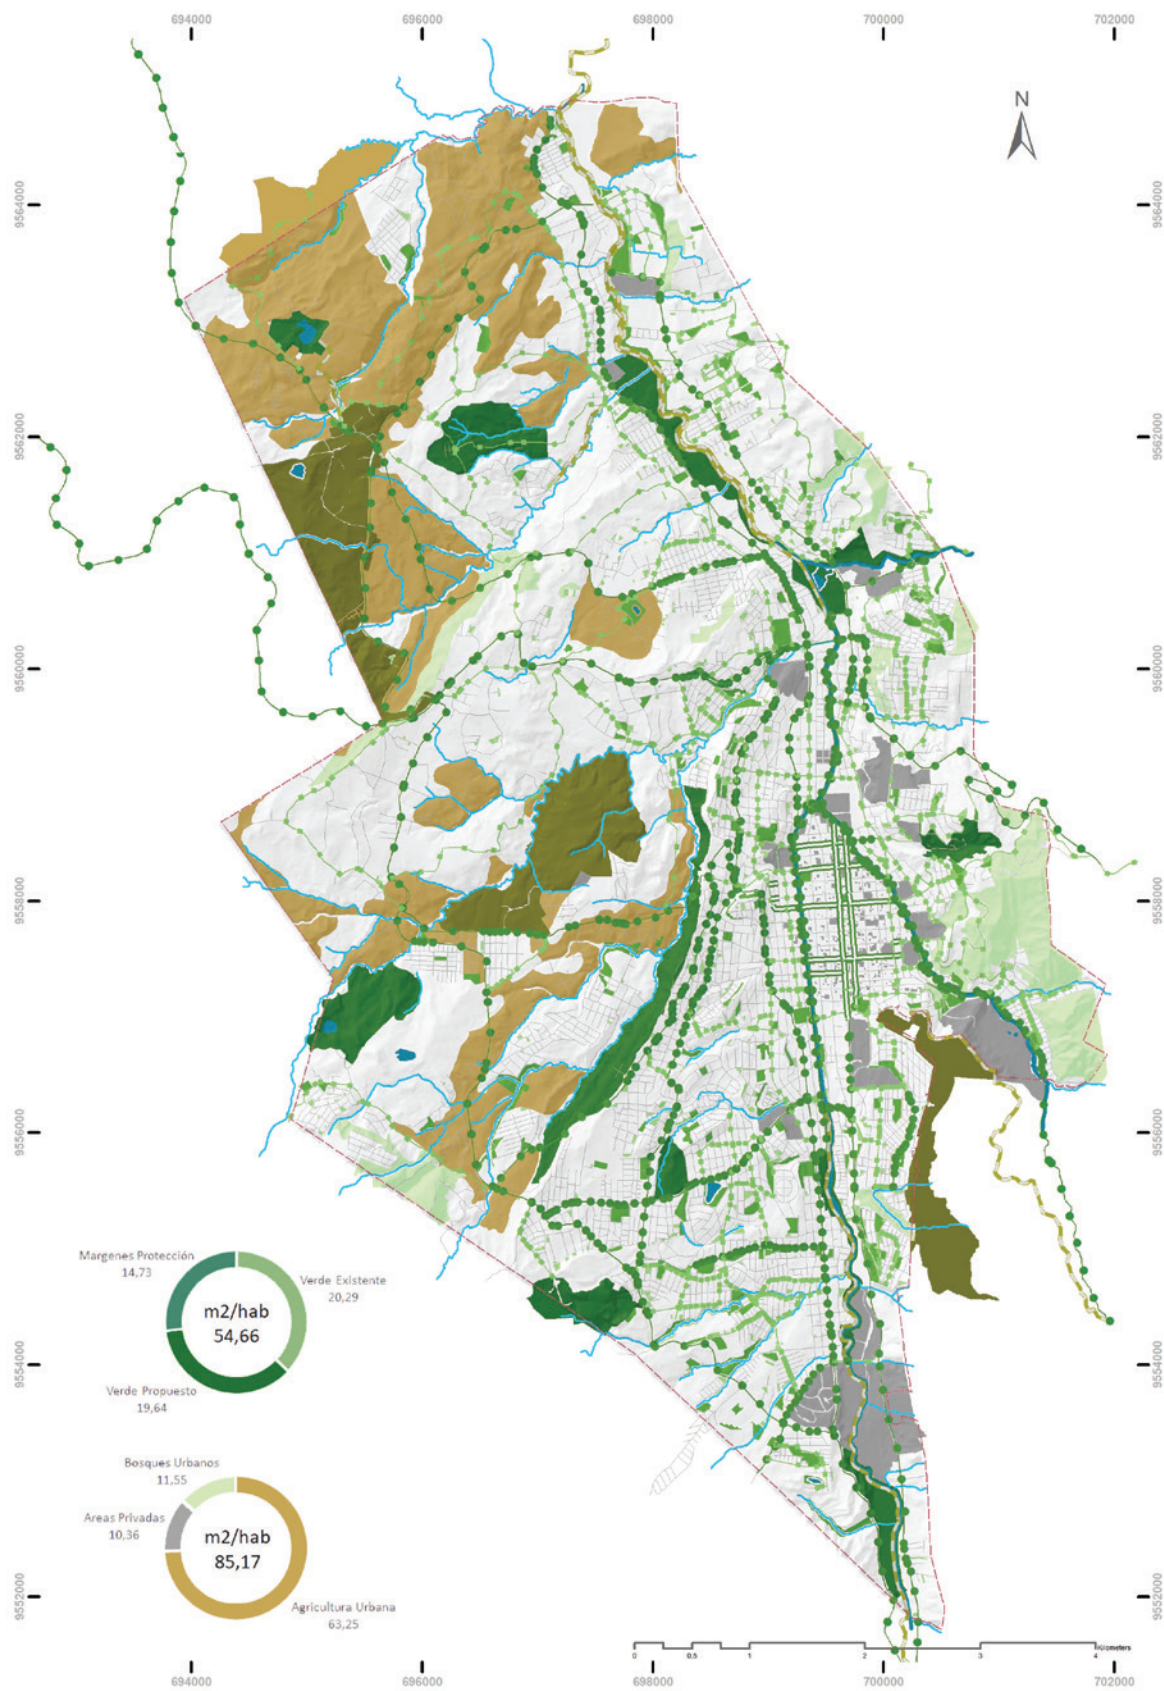 694000
696000
698000
700000
702000
N
9564000
9564000
9562000
9562000
9560000
9560000
9558000
9558000
9556000
9556000
9554000
9554000
9552000
9552000
Margenes Protección
14,73
Verde Existente
20,29
m2/hab
54,66
Verde Propuesto
19,64
Bosques Urbanos
11,55
Areas Privadas
10,36
m2/hab
85,17
Agricultura Urbana
63,25
Kilometers
0 0.5 1 2 3 4
694000
696000
698000
700000
702000